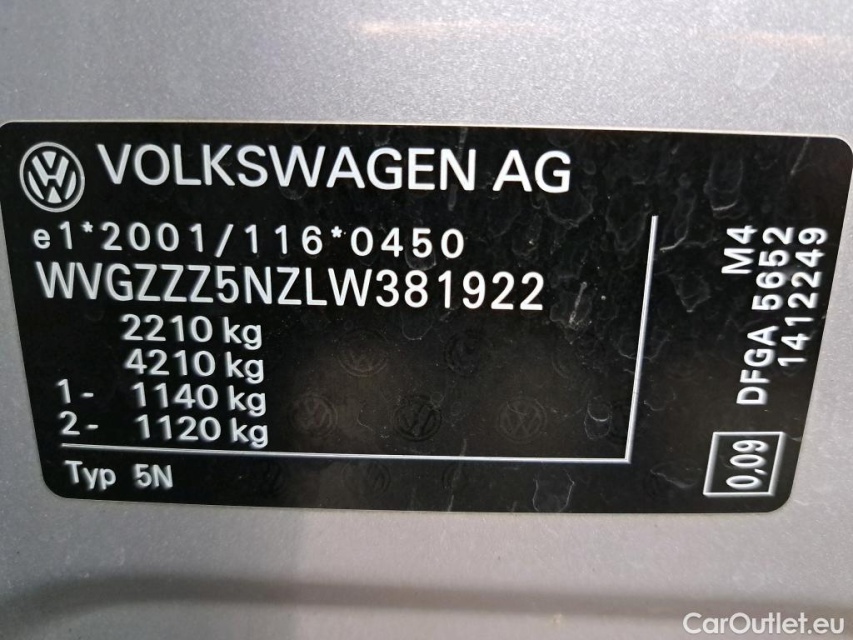 VOLKSWAGEN AG
e1*2001/116*0450
WVGZZZ5NZLW381922
2210 kg
4210 kg
1- 1140 kg
2- 1120 kg
Typ 5N
M4
DFGA 5652
1412249
0,09
CarOutlet.eu